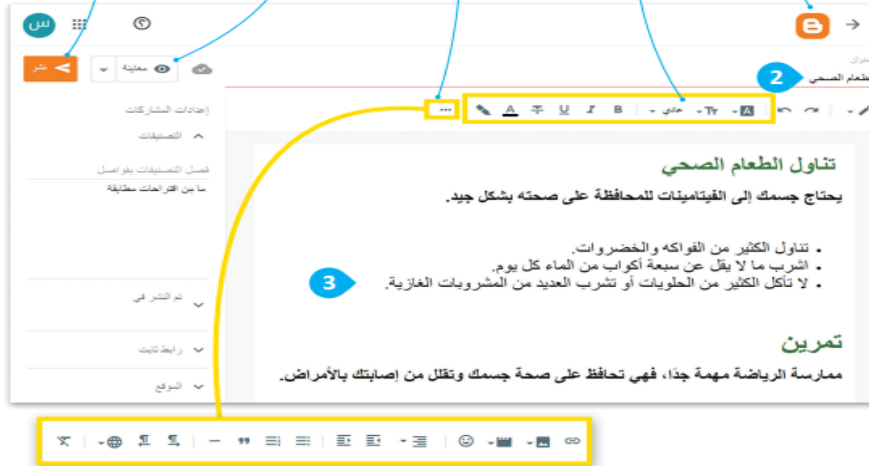 س
عنوان
الطعام الصحي
2
نشر
معاينة
عادي
إعدادات المشاركات
التصنيفات
فصل التصنيفات بفواصل
ما من اقتراحات مطابقة
تم النشر في
رابط ثابت
الموقع
تناول الطعام الصحي
يحتاج جسمك إلى الفيتامينات للمحافظة على صحته بشكل جيد.
• تناول الكثير من الفواكه والخضروات.
• اشرب ما لا يقل عن سبعة أكواب من الماء كل يوم.
• لا تأكل الكثير من الحلويات أو تشرب العديد من المشروبات الغازية.
3
تمرين
ممارسة الرياضة مهمة جدًا، فهي تحافظ على صحة جسمك وتقلل من إصابتك بالأمراض.